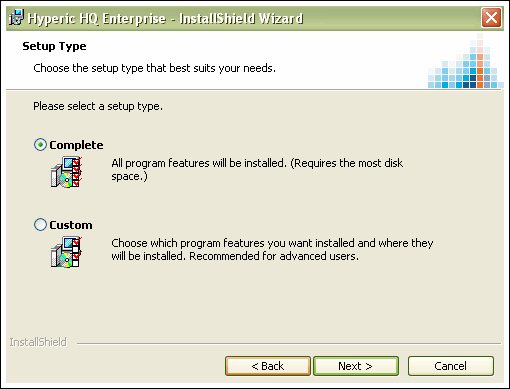 Hyperic HQ Enterprise - InstallShield Wizard
Setup Type
Choose the setup type that best suits your needs.
Please select a setup type.
Complete
All program features will be installed. (Requires the most disk
space.)
Custom
Choose which program features you want installed and where they
will be installed. Recommended for advanced users.
InstallShield
< Back
Next >
Cancel